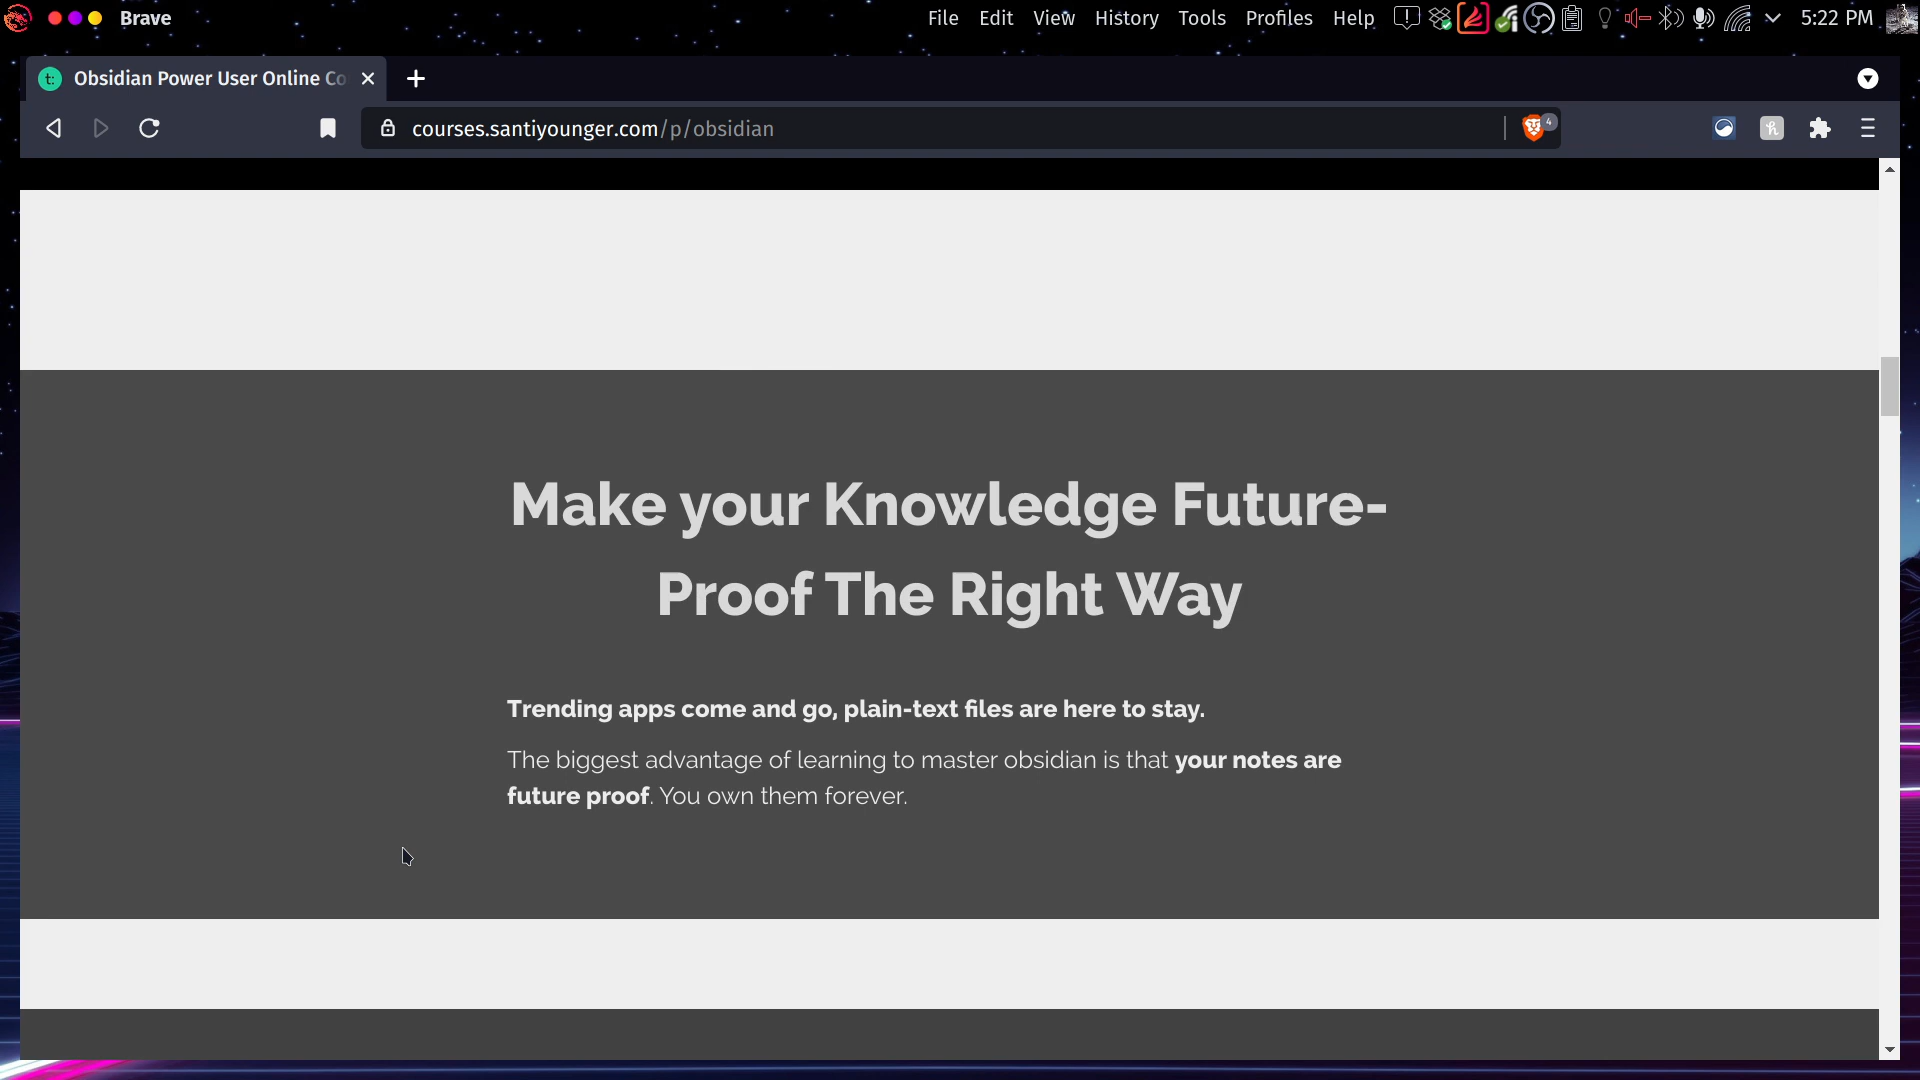 Brave
File Edit View History Tools Profiles Help
5:22 PM
t: Obsidian Power User Online Co
courses.santiyounger.com/p/obsidian
4
Make your Knowledge Future-
Proof The Right Way
Trending apps come and go, plain-text files are here to stay.
The biggest advantage of learning to master obsidian is that your notes are
future proof. You own them forever.